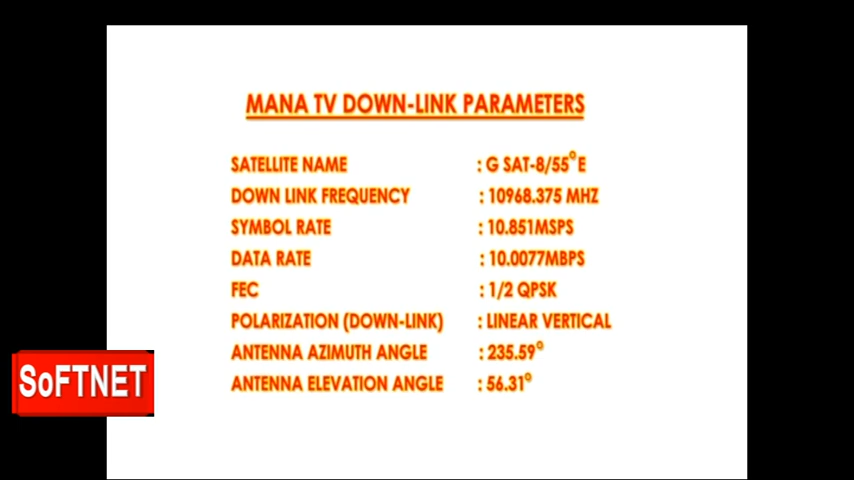 MANA TV DOWN-LINK PARAMETERS
SATELLITE NAME : G SAT-8/55°E
DOWN LINK FREQUENCY : 10968.375 MHZ
SYMBOL RATE : 10.851MSPS
DATA RATE : 10.0077MBPS
FEC : 1/2 QPSK
POLARIZATION (DOWN-LINK) : LINEAR VERTICAL
ANTENNA AZIMUTH ANGLE : 235.59°
ANTENNA ELEVATION ANGLE : 56.31°
SoFTNET